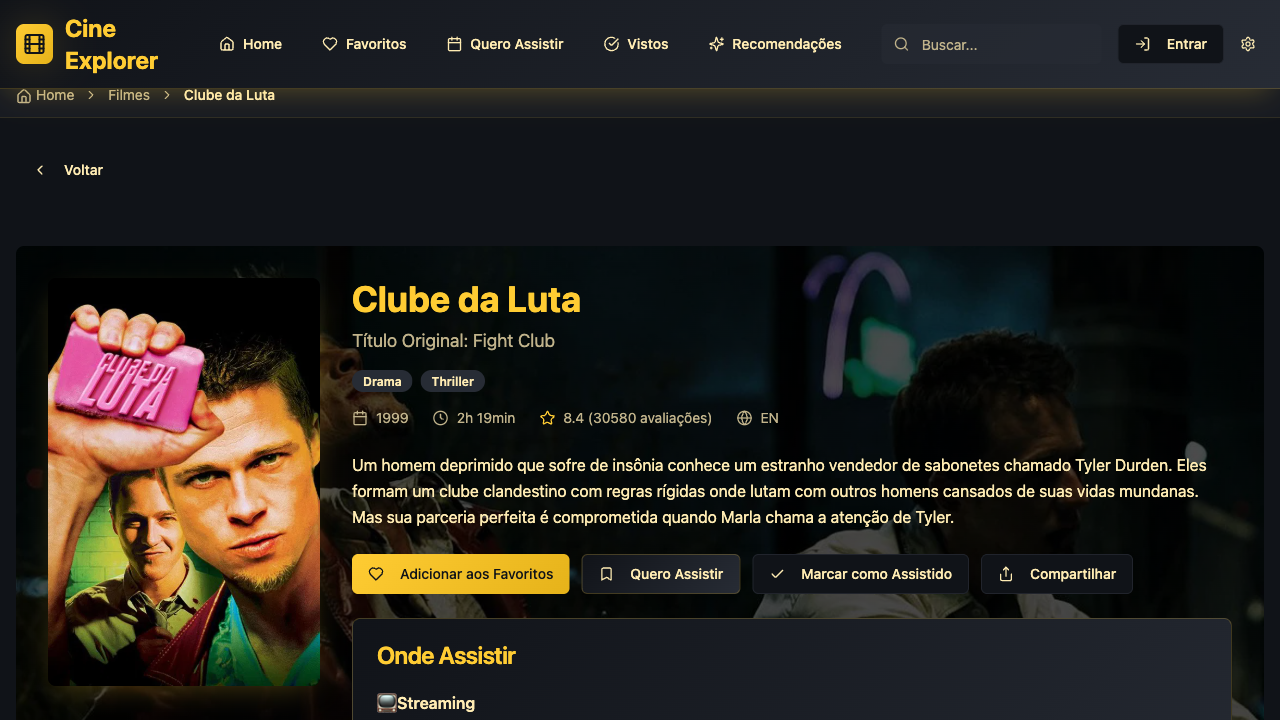 Cine
Explorer
Home
Favoritos
Quero Assistir
Vistos
Recomendações
Buscar...
Entrar
Home
Filmes
Clube da Luta
Voltar
CLUBE DA
LUTA
Clube da Luta
Título Original: Fight Club
Drama
Thriller
1999
2h 19min
8.4 (30580 avaliações)
EN
Um homem deprimido que sofre de insônia conhece um estranho vendedor de sabonetes chamado Tyler Durden. Eles
formam um clube clandestino com regras rígidas onde lutam com outros homens cansados de suas vidas mundanas.
Mas sua parceria perfeita é comprometida quando Marla chama a atenção de Tyler.
Adicionar aos Favoritos
Quero Assistir
Marcar como Assistido
Compartilhar
Onde Assistir
Streaming